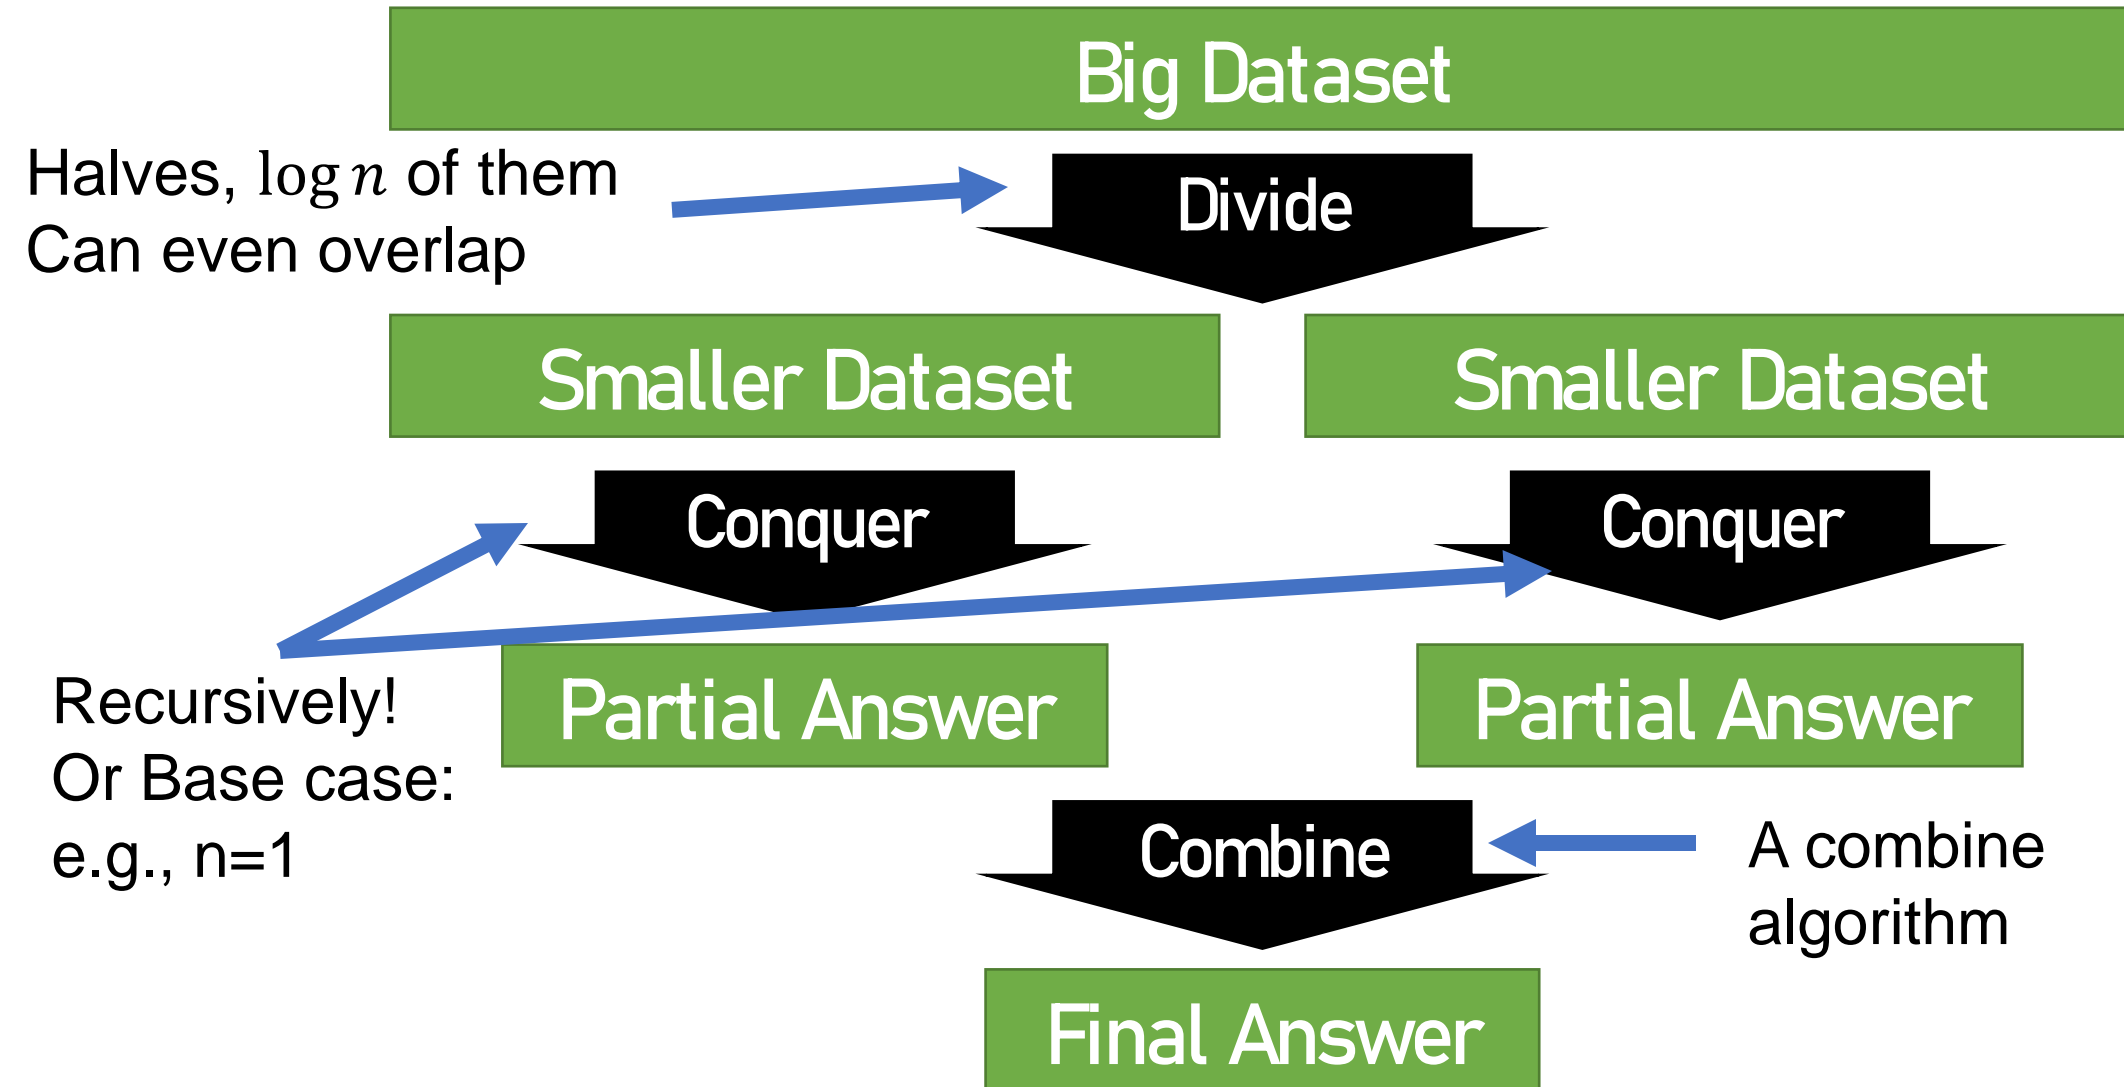 Big Dataset
Halves, log n of them
Can even overlap
Divide
Smaller Dataset
Smaller Dataset
Conquer
Conquer
Recursively!
Or Base case:
e.g., n=1
Partial Answer
Partial Answer
Combine
A combine
algorithm
Final Answer